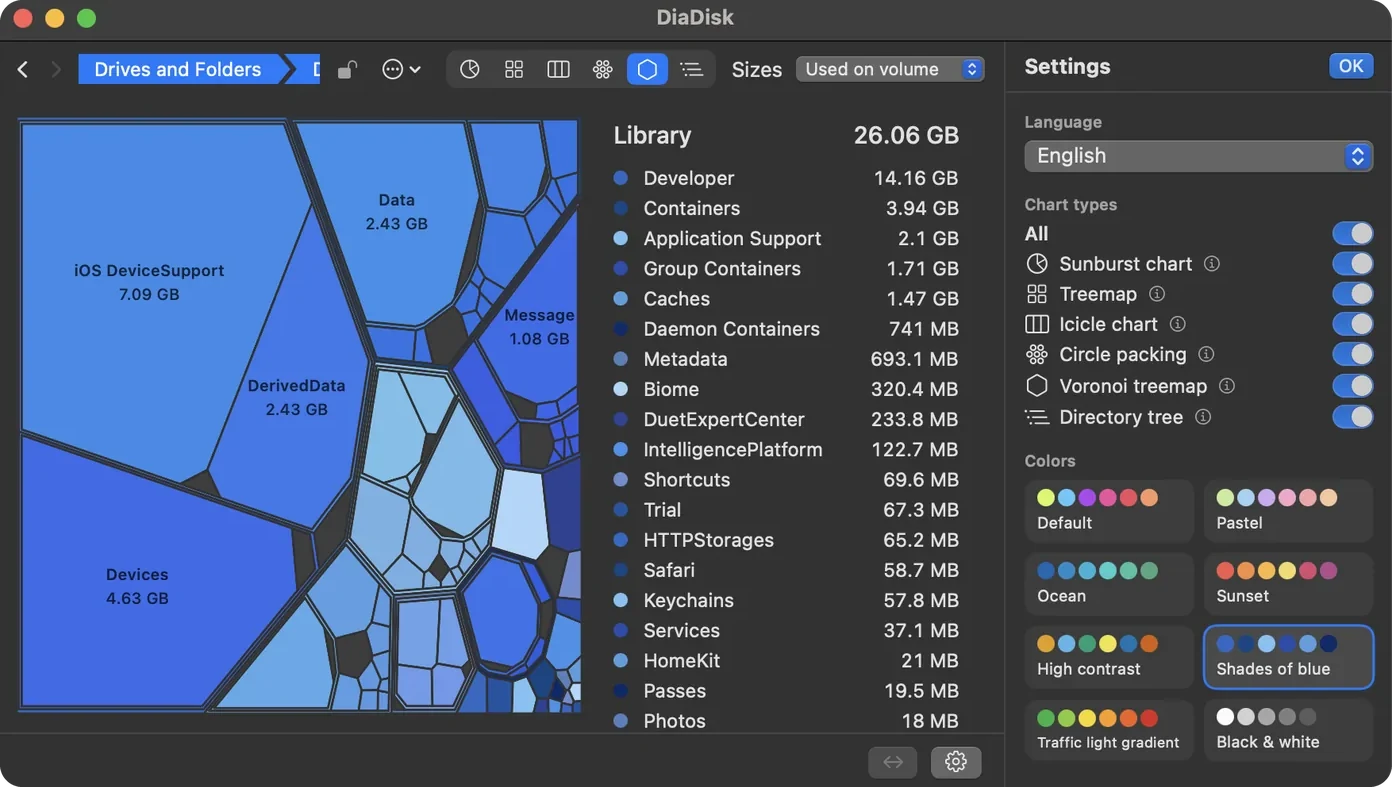 DiaDisk
Drives and Folders
Sizes
Used on volume
Settings
OK
Data
2.43 GB
iOS DeviceSupport
7.09 GB
Message
1.08 GB
DerivedData
2.43 GB
Devices
4.63 GB
Library 26.06 GB
Developer 14.16 GB
Containers 3.94 GB
Application Support 2.1 GB
Group Containers 1.71 GB
Caches 1.47 GB
Daemon Containers 741 MB
Metadata 693.1 MB
Biome 320.4 MB
DuetExpertCenter 233.8 MB
IntelligencePlatform 122.7 MB
Shortcuts 69.6 MB
Trial 67.3 MB
HTTPStorages 65.2 MB
Safari 58.7 MB
Keychains 57.8 MB
Services 37.1 MB
HomeKit 21 MB
Passes 19.5 MB
Photos 18 MB
Language
English
Chart types
All
Sunburst chart
Treemap
Icicle chart
Circle packing
Voronoi treemap
Directory tree
Colors
Default
Pastel
Ocean
Sunset
High contrast
Shades of blue
Traffic light gradient
Black & white